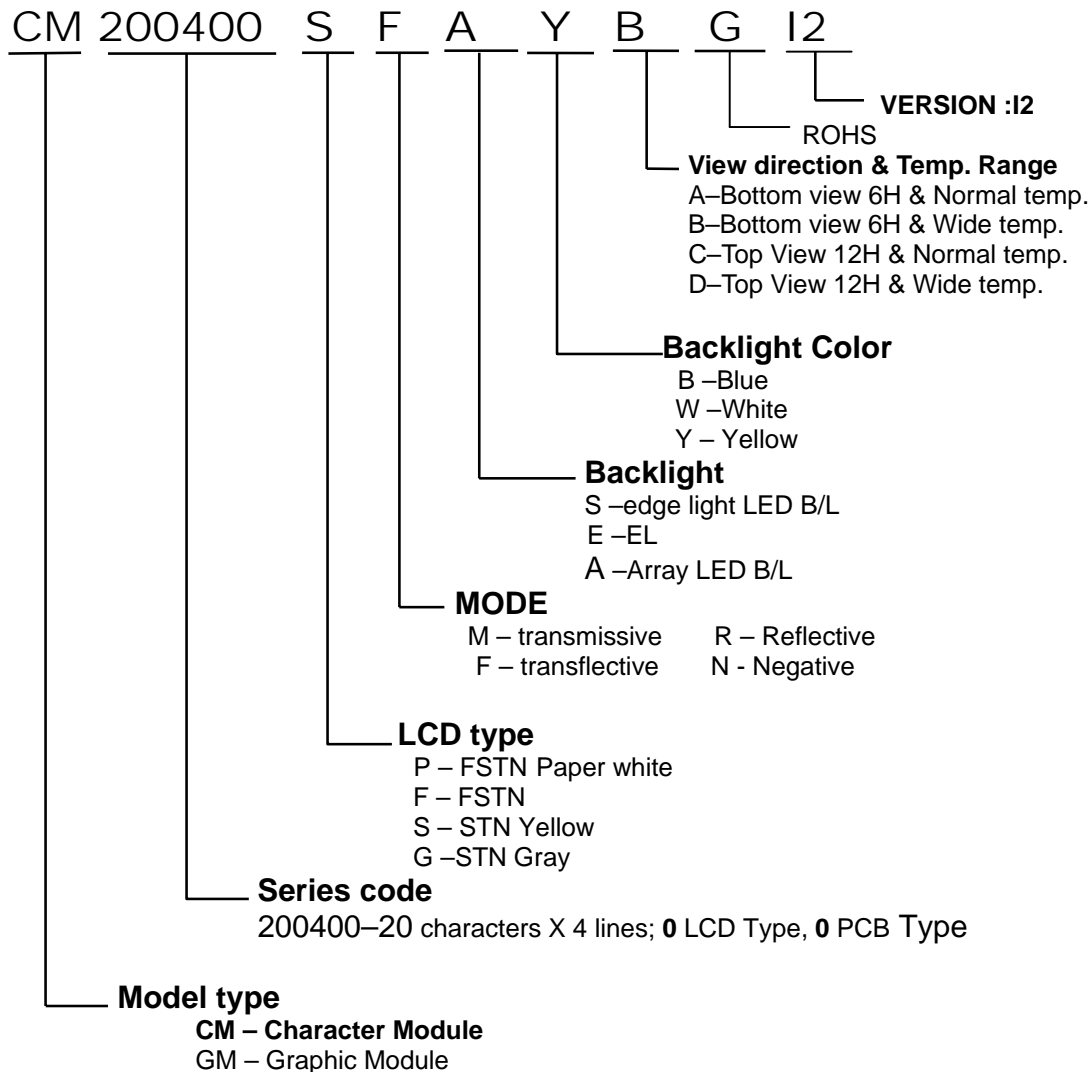 CM 200400 S F A Y B G I2
VERSION :I2
ROHS
View direction & Temp. Range
A–Bottom view 6H & Normal temp.
B–Bottom view 6H & Wide temp.
C–Top View 12H & Normal temp.
D–Top View 12H & Wide temp.
Backlight Color
B –Blue
W –White
Y – Yellow
Backlight
S –edge light LED B/L
E –EL
A –Array LED B/L
MODE
M – transmissive R – Reflective
F – transflective N - Negative
LCD type
P – FSTN Paper white
F – FSTN
S – STN Yellow
G –STN Gray
Series code
200400–20 characters X 4 lines; 0 LCD Type, 0 PCB Type
Model type
CM – Character Module
GM – Graphic Module